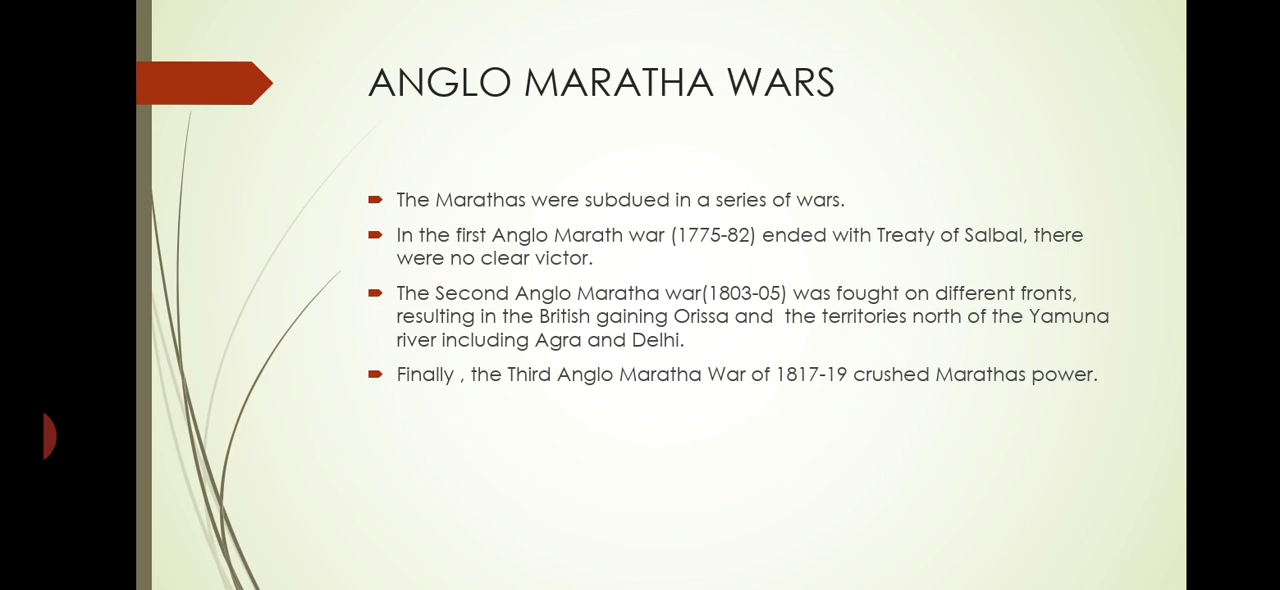 ANGLO MARATHA WARS
The Marathas were subdued in a series of wars.
In the first Anglo Marath war (1775-82) ended with Treaty of Salbal, there
were no clear victor.
The Second Anglo Maratha war(1803-05) was fought on different fronts,
resulting in the British gaining Orissa and  the territories north of the Yamuna
river including Agra and Delhi.
Finally , the Third Anglo Maratha War of 1817-19 crushed Marathas power.